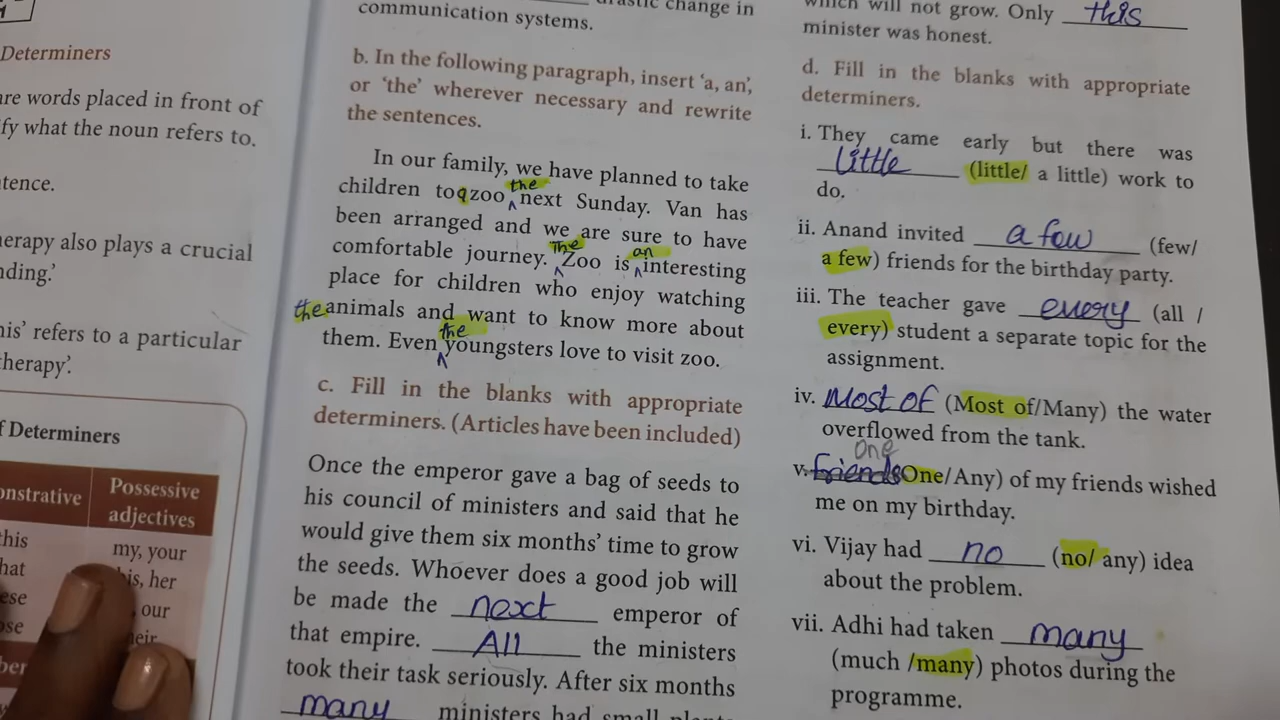 Determiners
are words placed in front of
fy what the noun refers to.
tence.
herapy also plays a crucial
nding.'
his' refers to a particular
herapy'.
f Determiners
onstrative
Possessive
adjectives
this
my, your
hat
his, her
ese
our
ose
heir
ber
drastic change in
communication systems.
b. In the following paragraph, insert 'a, an',
or 'the' wherever necessary and rewrite
the sentences.
In our family, we have planned to take
children to a zoo the next Sunday. Van has
been arranged and we are sure to have
comfortable journey. The Zoo is an interesting
place for children who enjoy watching
the animals and want to know more about
them. Even the youngsters love to visit zoo.
c. Fill in the blanks with appropriate
determiners. (Articles have been included)
Once the emperor gave a bag of seeds to
his council of ministers and said that he
would give them six months' time to grow
the seeds. Whoever does a good job will
be made the next emperor of
that empire. All the ministers
took their task seriously. After six months
many ministers had small plants
which will not grow. Only this
minister was honest.
d. Fill in the blanks with appropriate
determiners.
i. They came early but there was
little (little/ a little) work to
do.
ii. Anand invited a few (few/
a few) friends for the birthday party.
iii. The teacher gave every (all /
every) student a separate topic for the
assignment.
iv. Most of (Most of/Many) the water
overflowed from the tank.
one
v. friends One/Any) of my friends wished
me on my birthday.
vi. Vijay had no (no/ any) idea
about the problem.
vii. Adhi had taken many
(much /many) photos during the
programme.